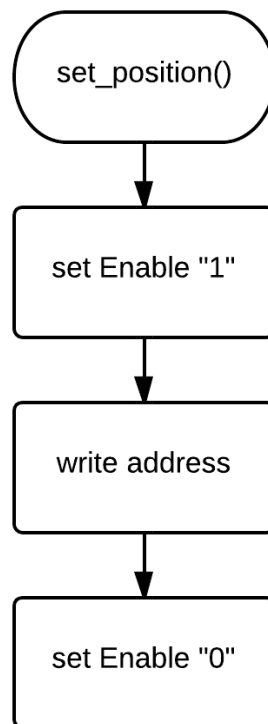 set_position()
set Enable "1"
write address
set Enable "0"